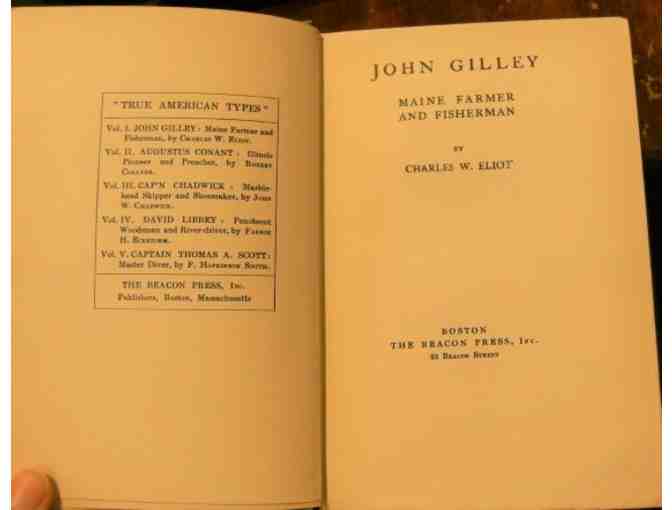 "TRUE AMERICAN TYPES"
Vol. I. JOHN GILLEY: Maine Farmer and
Fisherman, by CHARLES W. ELIOT.
Vol. II. AUGUSTUS CONANT: Illinois
Pioneer and Preacher, by ROBERT
COLLYER.
Vol. III. CAP'N CHADWICK: Marble-
head Skipper and Shoemaker, by JOHN
W. CHADWICK.
Vol. IV. DAVID LIBBEY: Penobscot
Woodsman and River-driver, by FANNIE
H. ECKSTORM.
Vol. V. CAPTAIN THOMAS A. SCOTT:
Master Diver, by F. HOPKINSON SMITH.
THE BEACON PRESS, INC.
Publishers, Boston, Massachusetts
JOHN GILLEY
MAINE FARMER
AND FISHERMAN
BY
CHARLES W. ELIOT
BOSTON
THE BEACON PRESS, INC.
25 BEACON STREET